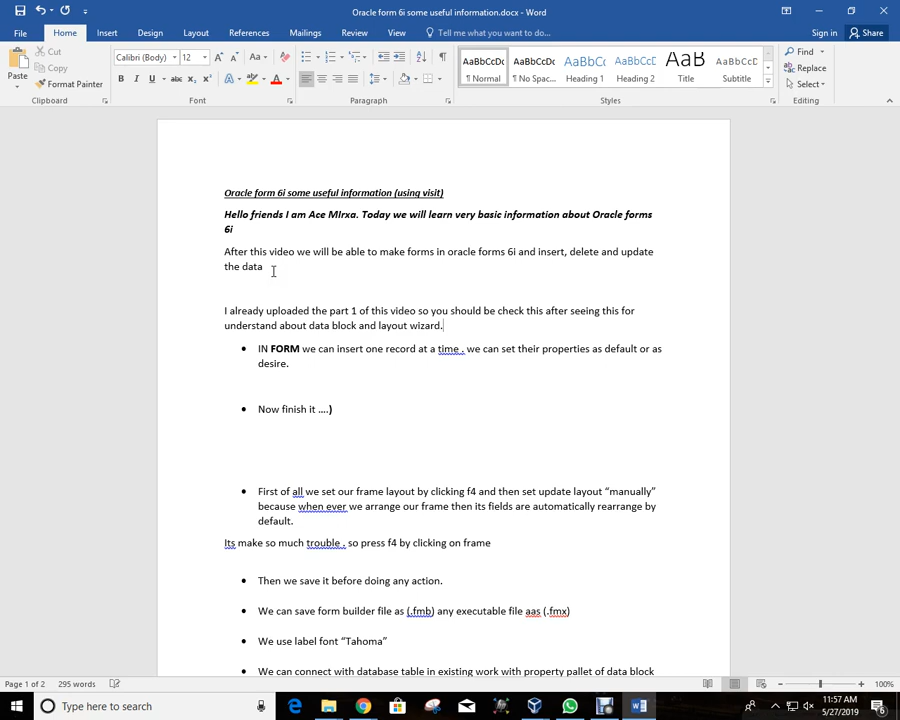 Oracle form 6i some useful information.docx - Word
File Home Insert Design Layout References Mailings Review View Tell me what you want to do... Sign in Share
Paste Cut Copy Format Painter
Calibri (Body) 12 Aa
B I U abc x₂ x² A A
AaBbCcDc AaBbCcDc AaBbC( AaBbCcE AaB AaBbCcC
¶ Normal ¶ No Spac... Heading 1 Heading 2 Title Subtitle
Find Replace Select
Clipboard Font Paragraph Styles Editing
Oracle form 6i some useful information (using visit)
Hello friends I am Ace MIrxa. Today we will learn very basic information about Oracle forms
6i
After this video we will be able to make forms in oracle forms 6i and insert, delete and update
the data
I already uploaded the part 1 of this video so you should be check this after seeing this for
understand about data block and layout wizard.
• IN FORM we can insert one record at a time . we can set their properties as default or as
desire.
• Now finish it ….)
• First of all we set our frame layout by clicking f4 and then set update layout “manually”
because when ever we arrange our frame then its fields are automatically rearrange by
default.
Its make so much trouble . so press f4 by clicking on frame
• Then we save it before doing any action.
• We can save form builder file as (.fmb) any executable file aas (.fmx)
• We use label font “Tahoma”
• We can connect with database table in existing work with property pallet of data block
Page 1 of 2 295 words 100%
Type here to search
11:57 AM
5/27/2019
6